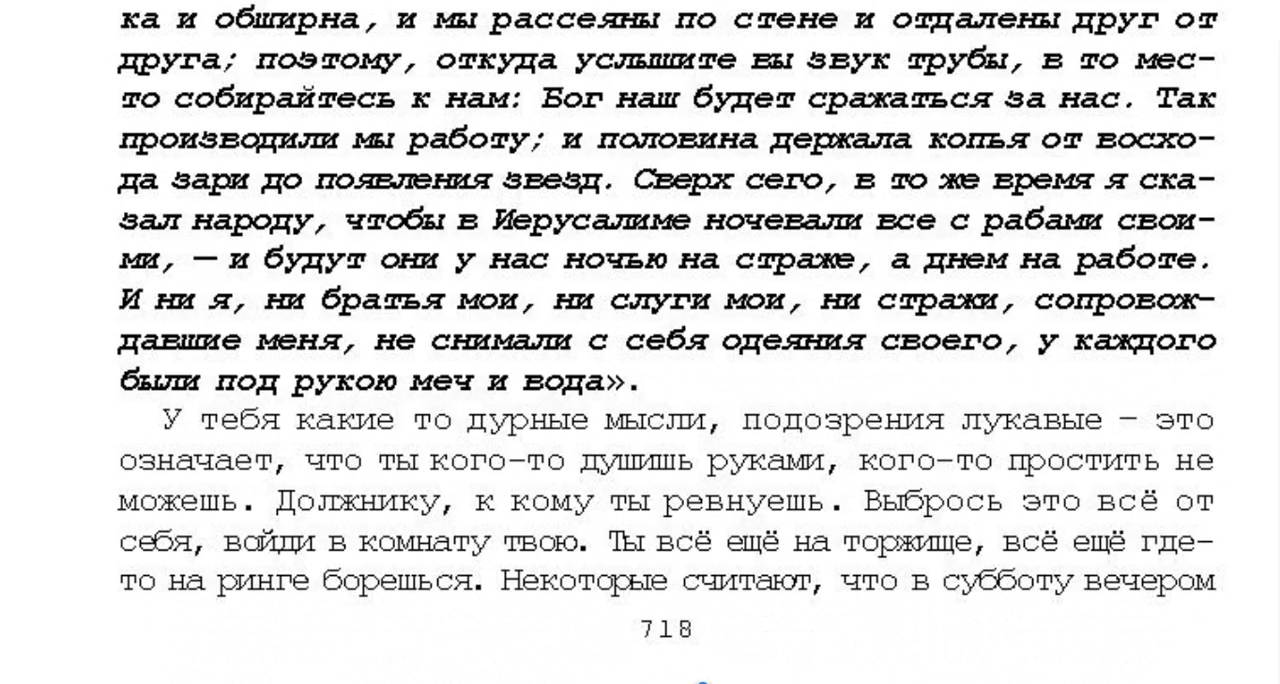 ка и обширна, и мы рассеяны по стене и отдалены друг от
друга; поэтому, откуда услышите вы звук трубы, в то мес-
то собирайтесь к нам: Бог наш будет сражаться за нас. Так
производили мы работу; и половина держала копья от восхо-
да зари до появления звезд. Сверх сего, в то же время я ска-
зал народу, чтобы в Иерусалиме ночевали все с рабами свои-
ми, — и будут они у нас ночью на страже, а днем на работе.
И ни я, ни братья мои, ни слуги мои, ни стражи, сопровож-
давшие меня, не снимали с себя одеяния своего, у каждого
были под рукою меч и вода».
У тебя какие то дурные мысли, подозрения лукавые – это
означает, что ты кого-то душишь руками, кого-то простить не
можешь. Должнику, к кому ты ревнуешь. Выбрось это всё от
себя, войди в комнату твою. Ты всё ещё на торжище, всё ещё где-
то на ринге борешься. Некоторые считают, что в субботу вечером
718